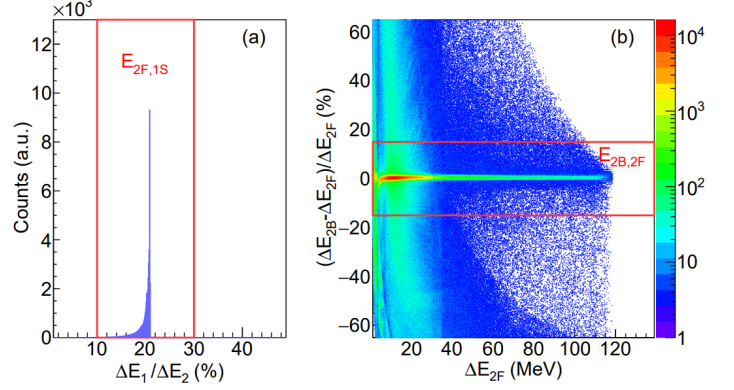 ×10³
(a)
E2F,1S
12
10
8
6
4
2
0
10 20 30 40
Counts (a.u.)
ΔE1/ΔE2 (%)
(b)
E2B,2F
60
40
20
0
−20
−40
−60
20 40 60 80 100 120
(ΔE2B-ΔE2F)/ΔE2F (%)
ΔE2F (MeV)
10⁴
10³
10²
10
1